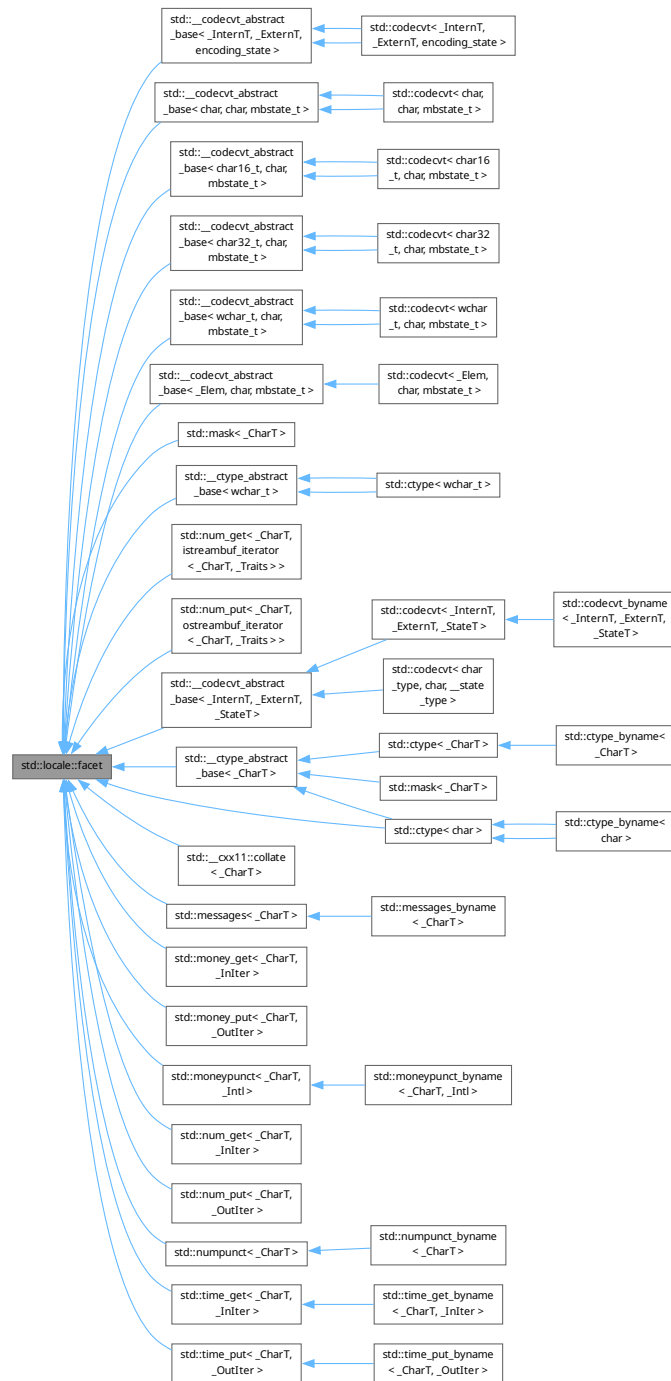 std::__codecvt_abstract
_base< _InternT, _ExternT,
encoding_state >
std::codecvt< _InternT,
_ExternT, encoding_state >
std::__codecvt_abstract
_base< char, char, mbstate_t >
std::codecvt< char,
char, mbstate_t >
std::__codecvt_abstract
_base< char16_t, char,
mbstate_t >
std::codecvt< char16
_t, char, mbstate_t >
std::__codecvt_abstract
_base< char32_t, char,
mbstate_t >
std::codecvt< char32
_t, char, mbstate_t >
std::__codecvt_abstract
_base< wchar_t, char,
mbstate_t >
std::codecvt< wchar
_t, char, mbstate_t >
std::__codecvt_abstract
_base< _Elem, char, mbstate_t >
std::codecvt< _Elem,
char, mbstate_t >
std::mask< _CharT >
std::__ctype_abstract
_base< wchar_t >
std::ctype< wchar_t >
std::num_get< _CharT,
istreambuf_iterator
< _CharT, _Traits > >
std::num_put< _CharT,
ostreambuf_iterator
< _CharT, _Traits > >
std::codecvt< _InternT,
_ExternT, _StateT >
std::codecvt_byname
< _InternT, _ExternT,
_StateT >
std::__codecvt_abstract
_base< _InternT, _ExternT,
_StateT >
std::codecvt< char
_type, char, __state
_type >
std::locale::facet
std::__ctype_abstract
_base< _CharT >
std::ctype< _CharT >
std::ctype_byname<
_CharT >
std::mask< _CharT >
std::ctype< char >
std::ctype_byname<
char >
std::__cxx11::collate
< _CharT >
std::messages< _CharT >
std::messages_byname
< _CharT >
std::money_get< _CharT,
_InIter >
std::money_put< _CharT,
_OutIter >
std::moneypunct< _CharT,
_Intl >
std::moneypunct_byname
< _CharT, _Intl >
std::num_get< _CharT,
_InIter >
std::num_put< _CharT,
_OutIter >
std::numpunct< _CharT >
std::numpunct_byname
< _CharT >
std::time_get< _CharT,
_InIter >
std::time_get_byname
< _CharT, _InIter >
std::time_put< _CharT,
_OutIter >
std::time_put_byname
< _CharT, _OutIter >